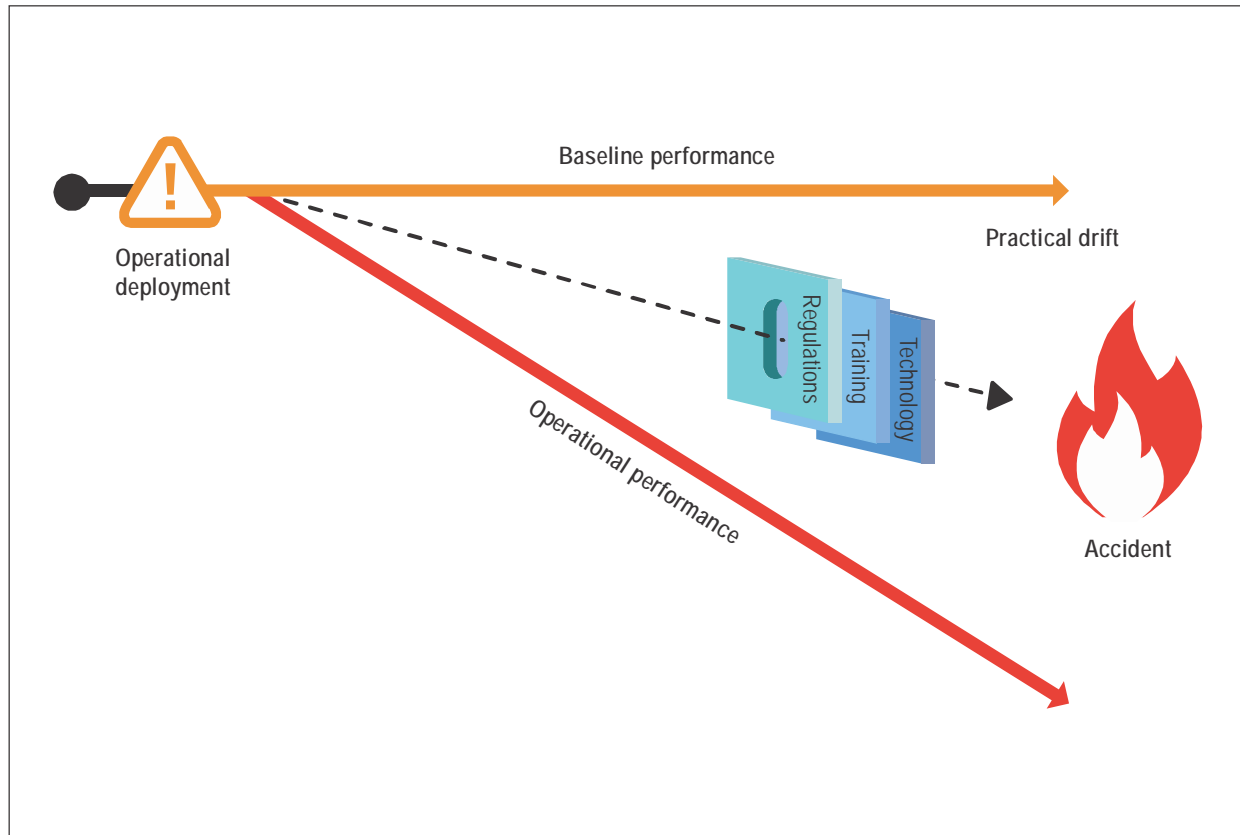 Baseline performance
Operational
deployment
Practical drift
Regulations
Training
Technology
Operational performance
Accident